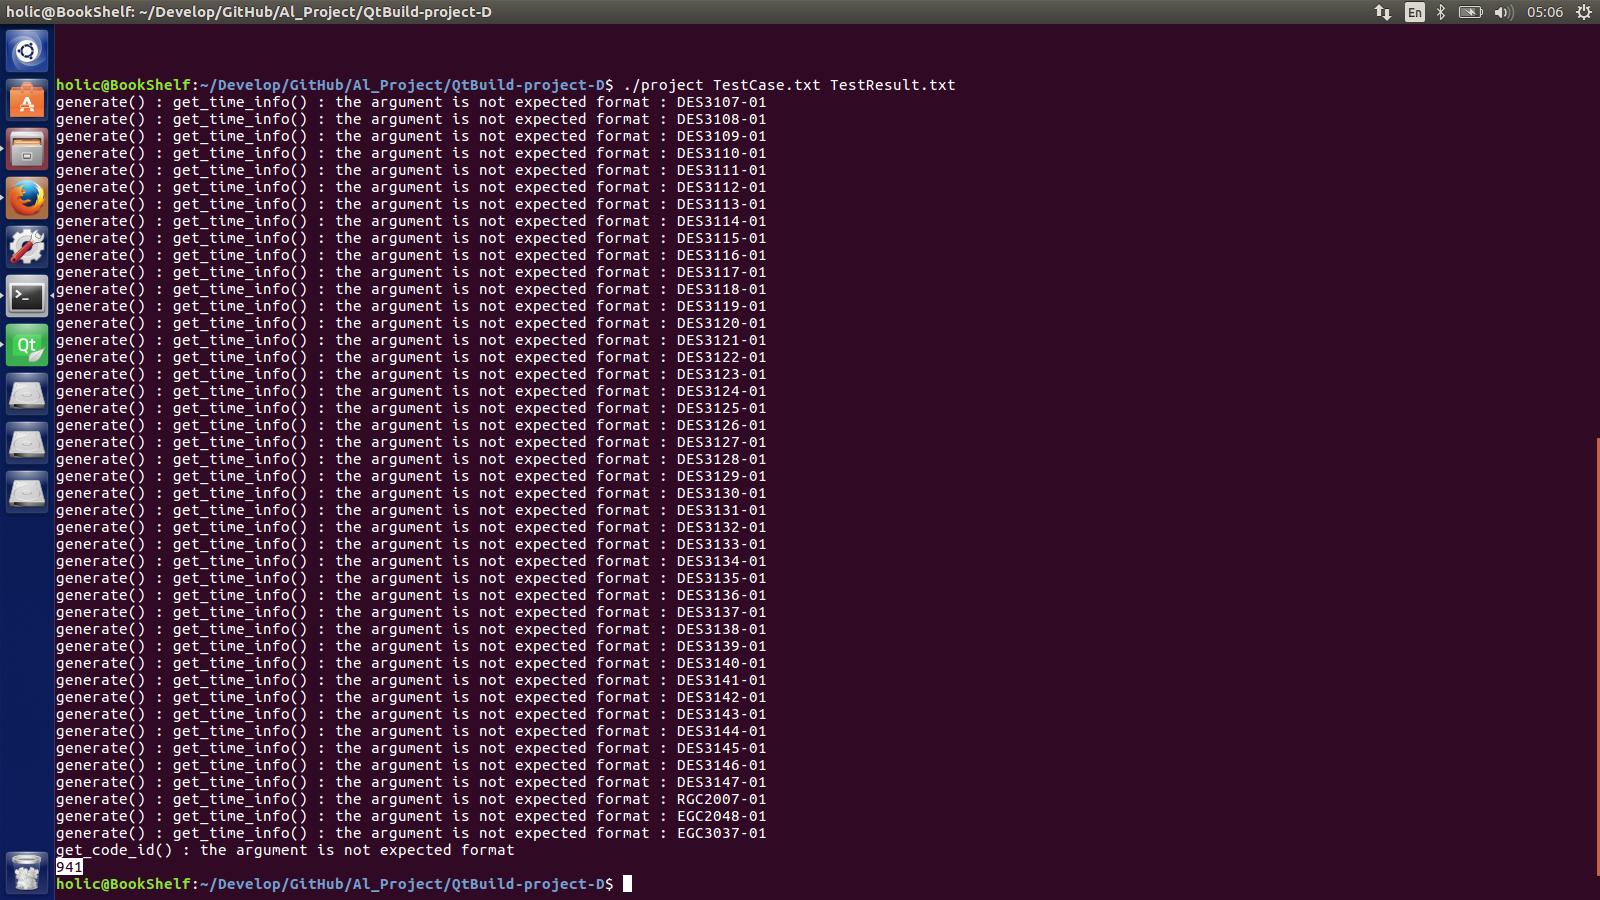 holic@BookShelf: ~/Develop/GitHub/Al_Project/QtBuild-project-D
En
05:06
holic@BookShelf:~/Develop/GitHub/Al_Project/QtBuild-project-D$ ./project TestCase.txt TestResult.txt
generate() : get_time_info() : the argument is not expected format : DES3107-01
generate() : get_time_info() : the argument is not expected format : DES3108-01
generate() : get_time_info() : the argument is not expected format : DES3109-01
generate() : get_time_info() : the argument is not expected format : DES3110-01
generate() : get_time_info() : the argument is not expected format : DES3111-01
generate() : get_time_info() : the argument is not expected format : DES3112-01
generate() : get_time_info() : the argument is not expected format : DES3113-01
generate() : get_time_info() : the argument is not expected format : DES3114-01
generate() : get_time_info() : the argument is not expected format : DES3115-01
generate() : get_time_info() : the argument is not expected format : DES3116-01
generate() : get_time_info() : the argument is not expected format : DES3117-01
generate() : get_time_info() : the argument is not expected format : DES3118-01
generate() : get_time_info() : the argument is not expected format : DES3119-01
generate() : get_time_info() : the argument is not expected format : DES3120-01
generate() : get_time_info() : the argument is not expected format : DES3121-01
generate() : get_time_info() : the argument is not expected format : DES3122-01
generate() : get_time_info() : the argument is not expected format : DES3123-01
generate() : get_time_info() : the argument is not expected format : DES3124-01
generate() : get_time_info() : the argument is not expected format : DES3125-01
generate() : get_time_info() : the argument is not expected format : DES3126-01
generate() : get_time_info() : the argument is not expected format : DES3127-01
generate() : get_time_info() : the argument is not expected format : DES3128-01
generate() : get_time_info() : the argument is not expected format : DES3129-01
generate() : get_time_info() : the argument is not expected format : DES3130-01
generate() : get_time_info() : the argument is not expected format : DES3131-01
generate() : get_time_info() : the argument is not expected format : DES3132-01
generate() : get_time_info() : the argument is not expected format : DES3133-01
generate() : get_time_info() : the argument is not expected format : DES3134-01
generate() : get_time_info() : the argument is not expected format : DES3135-01
generate() : get_time_info() : the argument is not expected format : DES3136-01
generate() : get_time_info() : the argument is not expected format : DES3137-01
generate() : get_time_info() : the argument is not expected format : DES3138-01
generate() : get_time_info() : the argument is not expected format : DES3139-01
generate() : get_time_info() : the argument is not expected format : DES3140-01
generate() : get_time_info() : the argument is not expected format : DES3141-01
generate() : get_time_info() : the argument is not expected format : DES3142-01
generate() : get_time_info() : the argument is not expected format : DES3143-01
generate() : get_time_info() : the argument is not expected format : DES3144-01
generate() : get_time_info() : the argument is not expected format : DES3145-01
generate() : get_time_info() : the argument is not expected format : DES3146-01
generate() : get_time_info() : the argument is not expected format : DES3147-01
generate() : get_time_info() : the argument is not expected format : RGC2007-01
generate() : get_time_info() : the argument is not expected format : EGC2048-01
generate() : get_time_info() : the argument is not expected format : EGC3037-01
get_code_id() : the argument is not expected format
941
holic@BookShelf:~/Develop/GitHub/Al_Project/QtBuild-project-D$
Qt